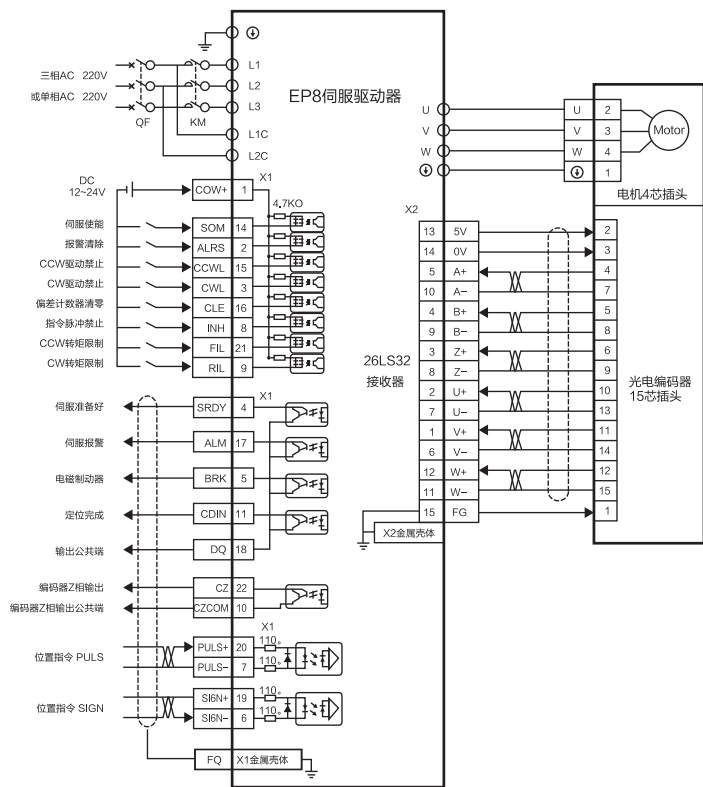 三相AC 220V
或单相AC 220V
QF
KM
L1
L2
L3
L1C
L2C
EP8伺服驱动器
U
V
W
U 2
V 3
W 4
1
Motor
电机4芯插头
DC
12~24V
X1
COW+ 1
4.7KO
伺服使能 SOM 14
报警清除 ALRS 2
CCW驱动禁止 CCWL 15
CW驱动禁止 CWL 3
偏差计数器清零 CLE 16
指令脉冲禁止 INH 8
CCW转矩限制 FIL 21
CW转矩限制 RIL 9
X1
伺服准备好 SRDY 4
伺服报警 ALM 17
电磁制动器 BRK 5
定位完成 CDIN 11
输出公共端 DQ 18
编码器Z相输出 CZ 22
编码器Z相输出公共端 CZCOM 10
X1
位置指令 PULS
PULS+ 20 110。
PULS- 7 110。
位置指令 SIGN
SI6N+ 19 110。
SI6N- 6 110。
FQ X1金属壳体
X2
26LS32
接收器
13 5V 2
14 0V 3
5 A+ 4
10 A- 7
4 B+ 5
9 B- 8
3 Z+ 6
8 Z- 9
2 U+ 10
7 U- 13
1 V+ 11
6 V- 14
12 W+ 12
11 W- 15
15 FG 1
X2金属壳体
光电编码器
15芯插头